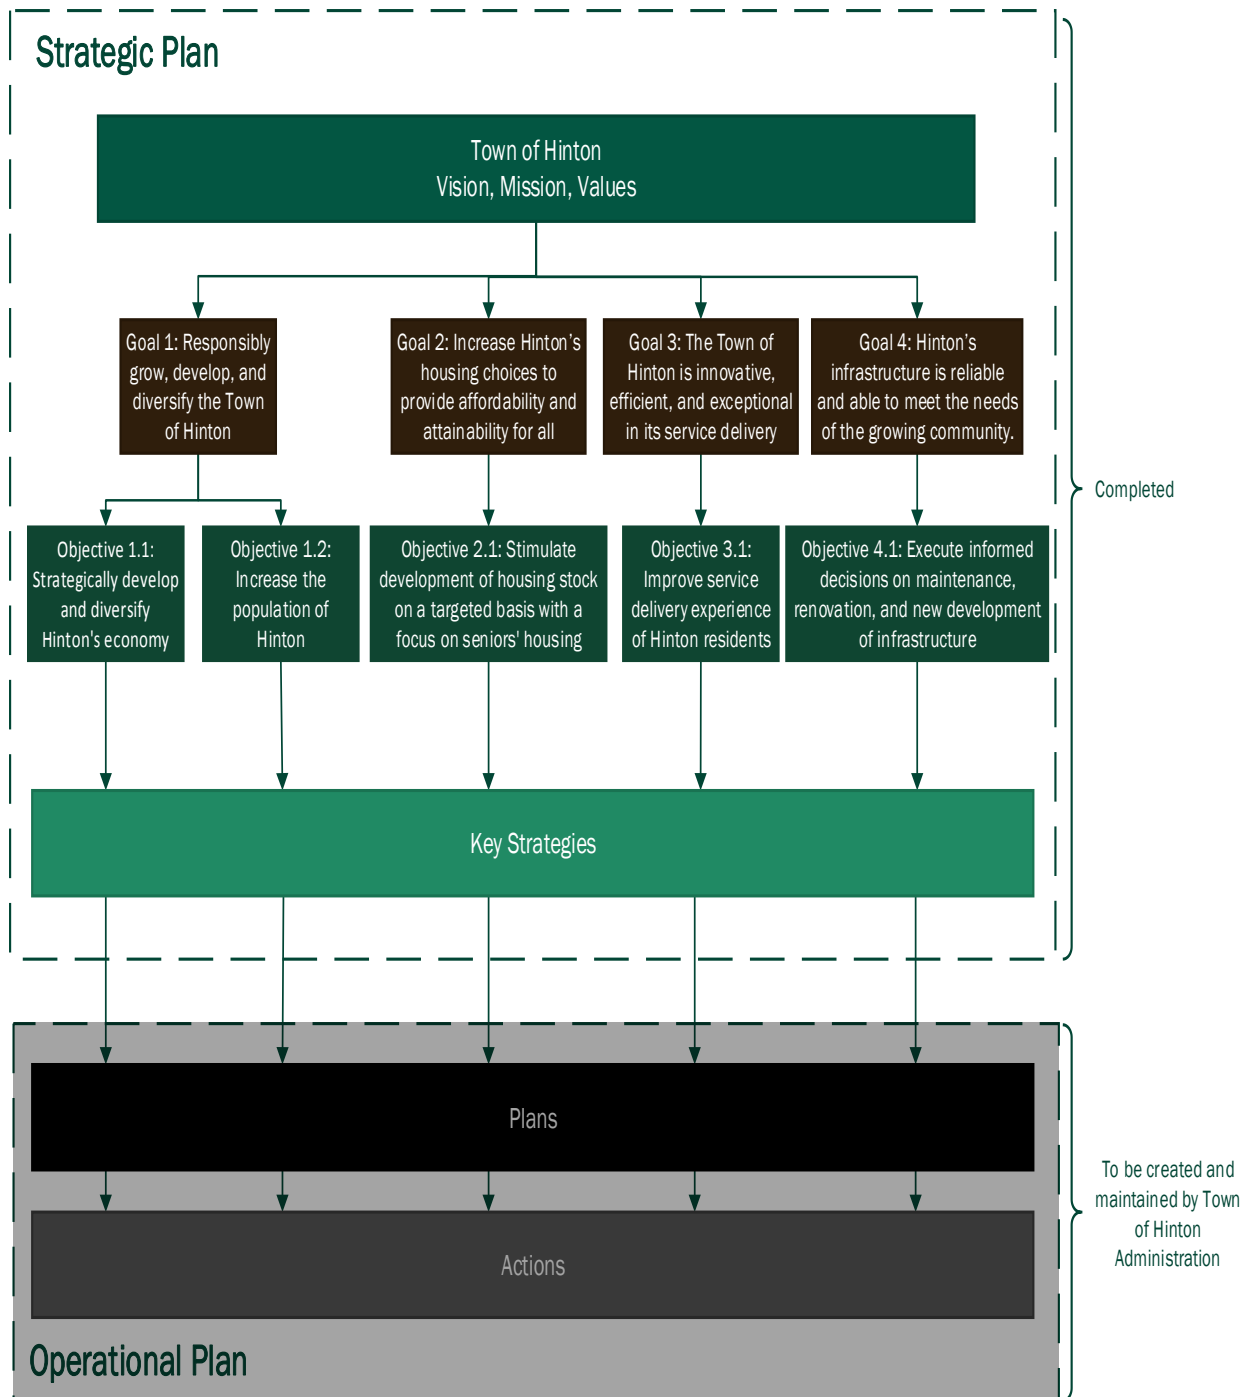 Strategic Plan
Town of Hinton
Vision, Mission, Values
Goal 1: Responsibly
grow, develop, and
diversify the Town
of Hinton
Goal 2: Increase Hinton’s
housing choices to
provide affordability and
attainability for all
Goal 3: The Town of
Hinton is innovative,
efficient, and exceptional
in its service delivery
Goal 4: Hinton’s
infrastructure is reliable
and able to meet the needs
of the growing community.
Completed
Objective 1.1:
Strategically develop
and diversify
Hinton's economy
Objective 1.2:
Increase the
population of
Hinton
Objective 2.1: Stimulate
development of housing stock
on a targeted basis with a
focus on seniors' housing
Objective 3.1:
Improve service
delivery experience
of Hinton residents
Objective 4.1: Execute informed
decisions on maintenance,
renovation, and new development
of infrastructure
Key Strategies
Plans
To be created and
maintained by Town
of Hinton
Administration
Actions
Operational Plan